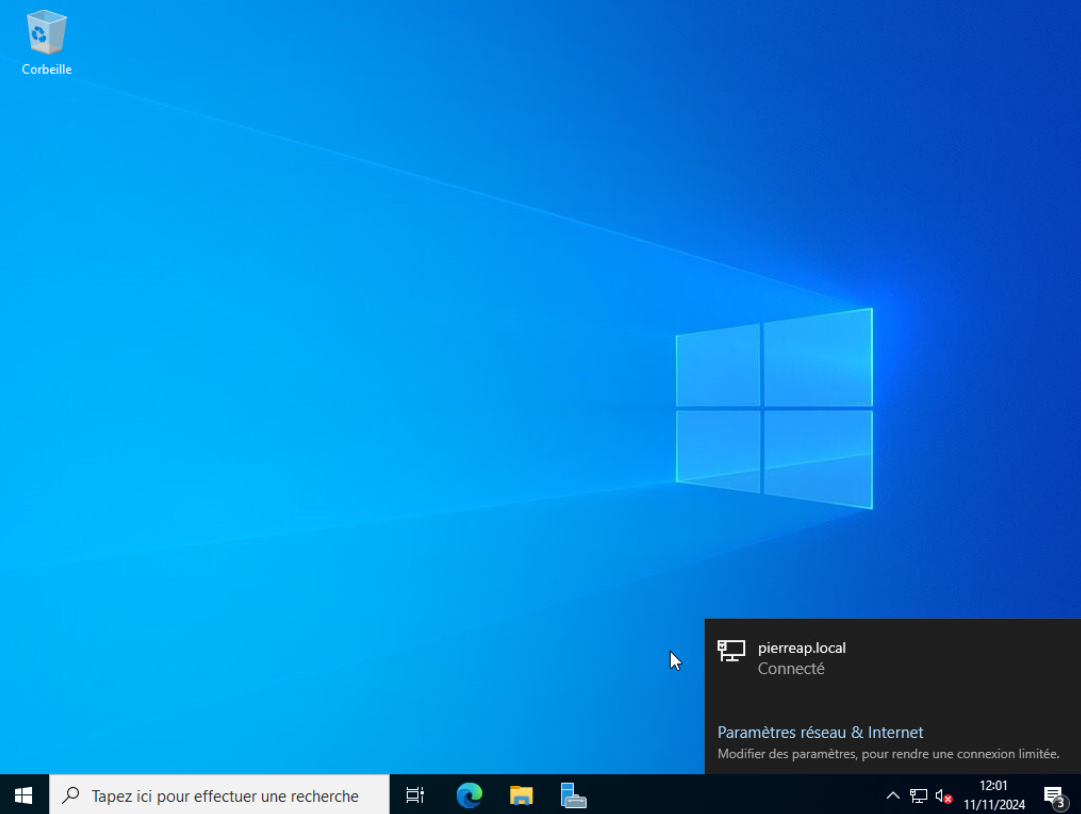 Corbeille
pierreap.local
Connecté
Paramètres réseau & Internet
Modifier des paramètres, pour rendre une connexion limitée.
Tapez ici pour effectuer une recherche
12:01
11/11/2024
3